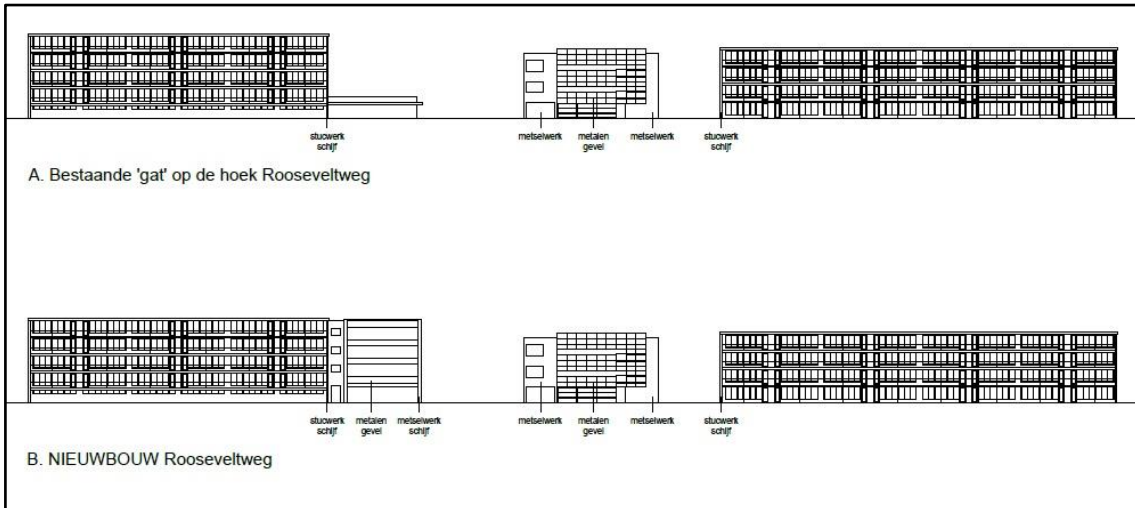 stucwerk
schijf
metselwerk
metalen
gevel
metselwerk
stucwerk
schijf
A. Bestaande 'gat' op de hoek Rooseveltweg
stucwerk
schijf
metalen
gevel
metselwerk
schijf
metselwerk
metalen
gevel
metselwerk
stucwerk
schijf
B. NIEUWBOUW Rooseveltweg